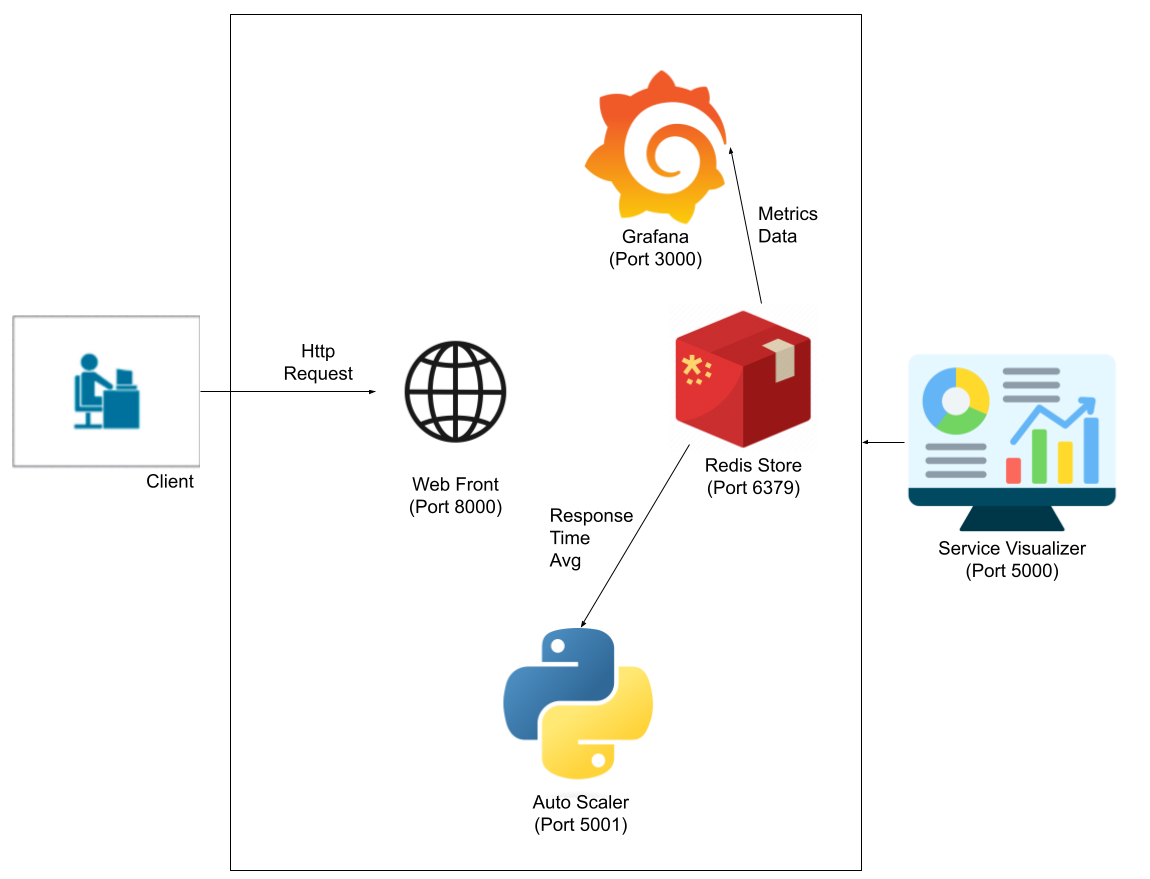 Grafana
(Port 3000)
Metrics
Data
Http
Request
Client
Web Front
(Port 8000)
Redis Store
(Port 6379)
Response
Time
Avg
Service Visualizer
(Port 5000)
Auto Scaler
(Port 5001)